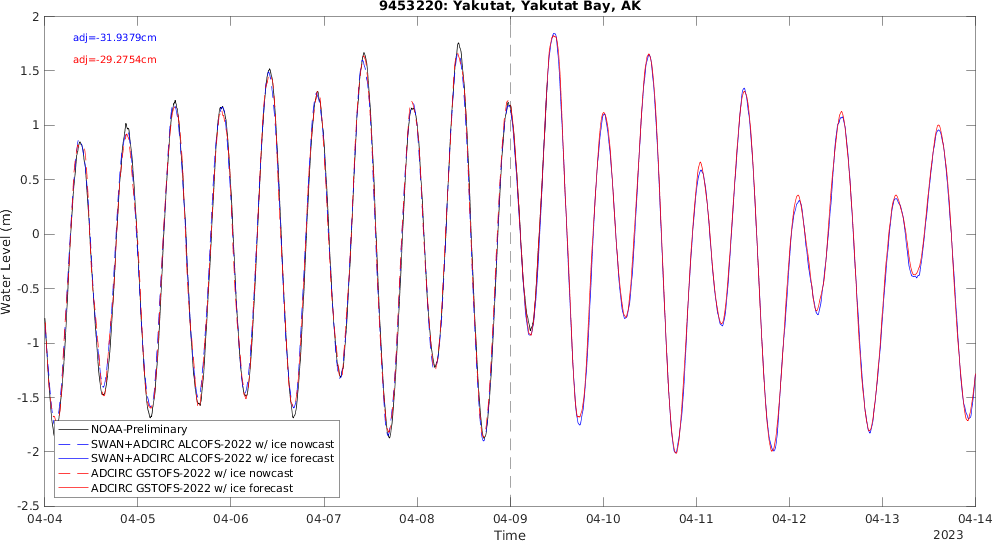 9453220: Yakutat, Yakutat Bay, AK
adj=-31.9379cm
adj=-29.2754cm
Water Level (m)
2
1.5
1
0.5
0
-0.5
-1
-1.5
-2
-2.5
NOAA-Preliminary
SWAN+ADCIRC ALCOFS-2022 w/ ice nowcast
SWAN+ADCIRC ALCOFS-2022 w/ ice forecast
ADCIRC GSTOFS-2022 w/ ice nowcast
ADCIRC GSTOFS-2022 w/ ice forecast
04-04 04-05 04-06 04-07 04-08 04-09 04-10 04-11 04-12 04-13 04-14
Time
2023